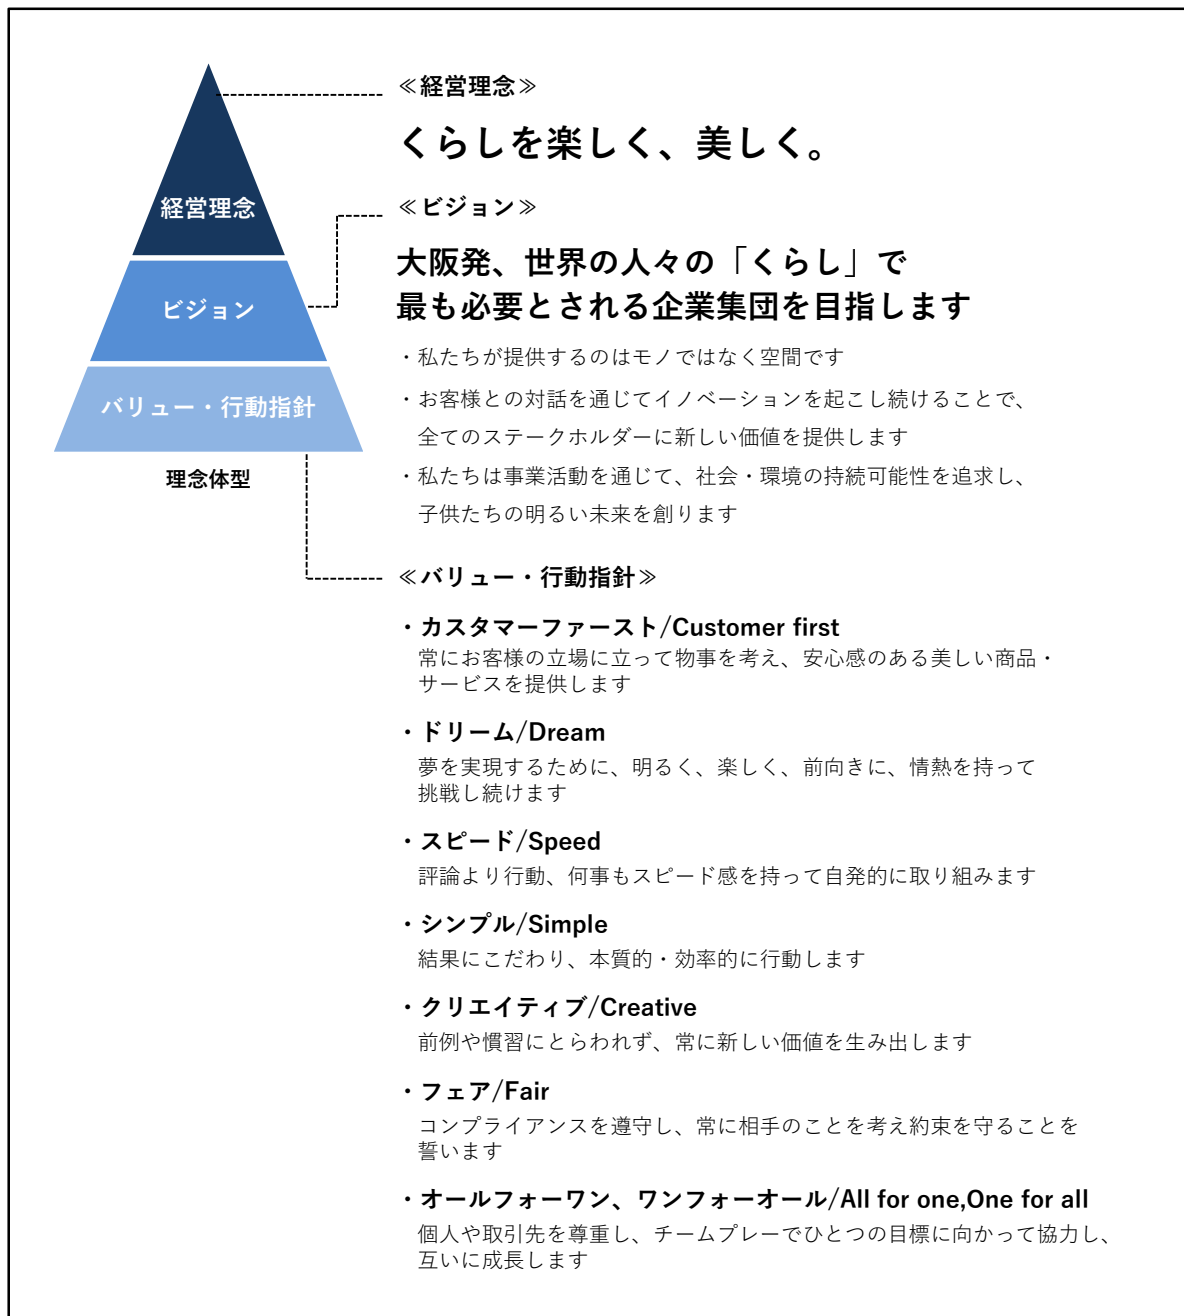 経営理念
ビジョン
バリュー・行動指針
理念体型
≪経営理念≫
くらしを楽しく、美しく。
≪ビジョン≫
大阪発、世界の人々の「くらし」で
最も必要とされる企業集団を目指します
・私たちが提供するのはモノではなく空間です
・お客様との対話を通じてイノベーションを起こし続けることで、
全てのステークホルダーに新しい価値を提供します
・私たちは事業活動を通じて、社会・環境の持続可能性を追求し、
子供たちの明るい未来を創ります
≪バリュー・行動指針≫
・カスタマーファースト/Customer first
常にお客様の立場に立って物事を考え、安心感のある美しい商品・
サービスを提供します
・ドリーム/Dream
夢を実現するために、明るく、楽しく、前向きに、情熱を持って
挑戦し続けます
・スピード/Speed
評論より行動、何事もスピード感を持って自発的に取り組みます
・シンプル/Simple
結果にこだわり、本質的・効率的に行動します
・クリエイティブ/Creative
前例や慣習にとらわれず、常に新しい価値を生み出します
・フェア/Fair
コンプライアンスを遵守し、常に相手のことを考え約束を守ることを
誓います
・オールフォーワン、ワンフォーオール/All for one,One for all
個人や取引先を尊重し、チームプレーでひとつの目標に向かって協力し、
互いに成長します